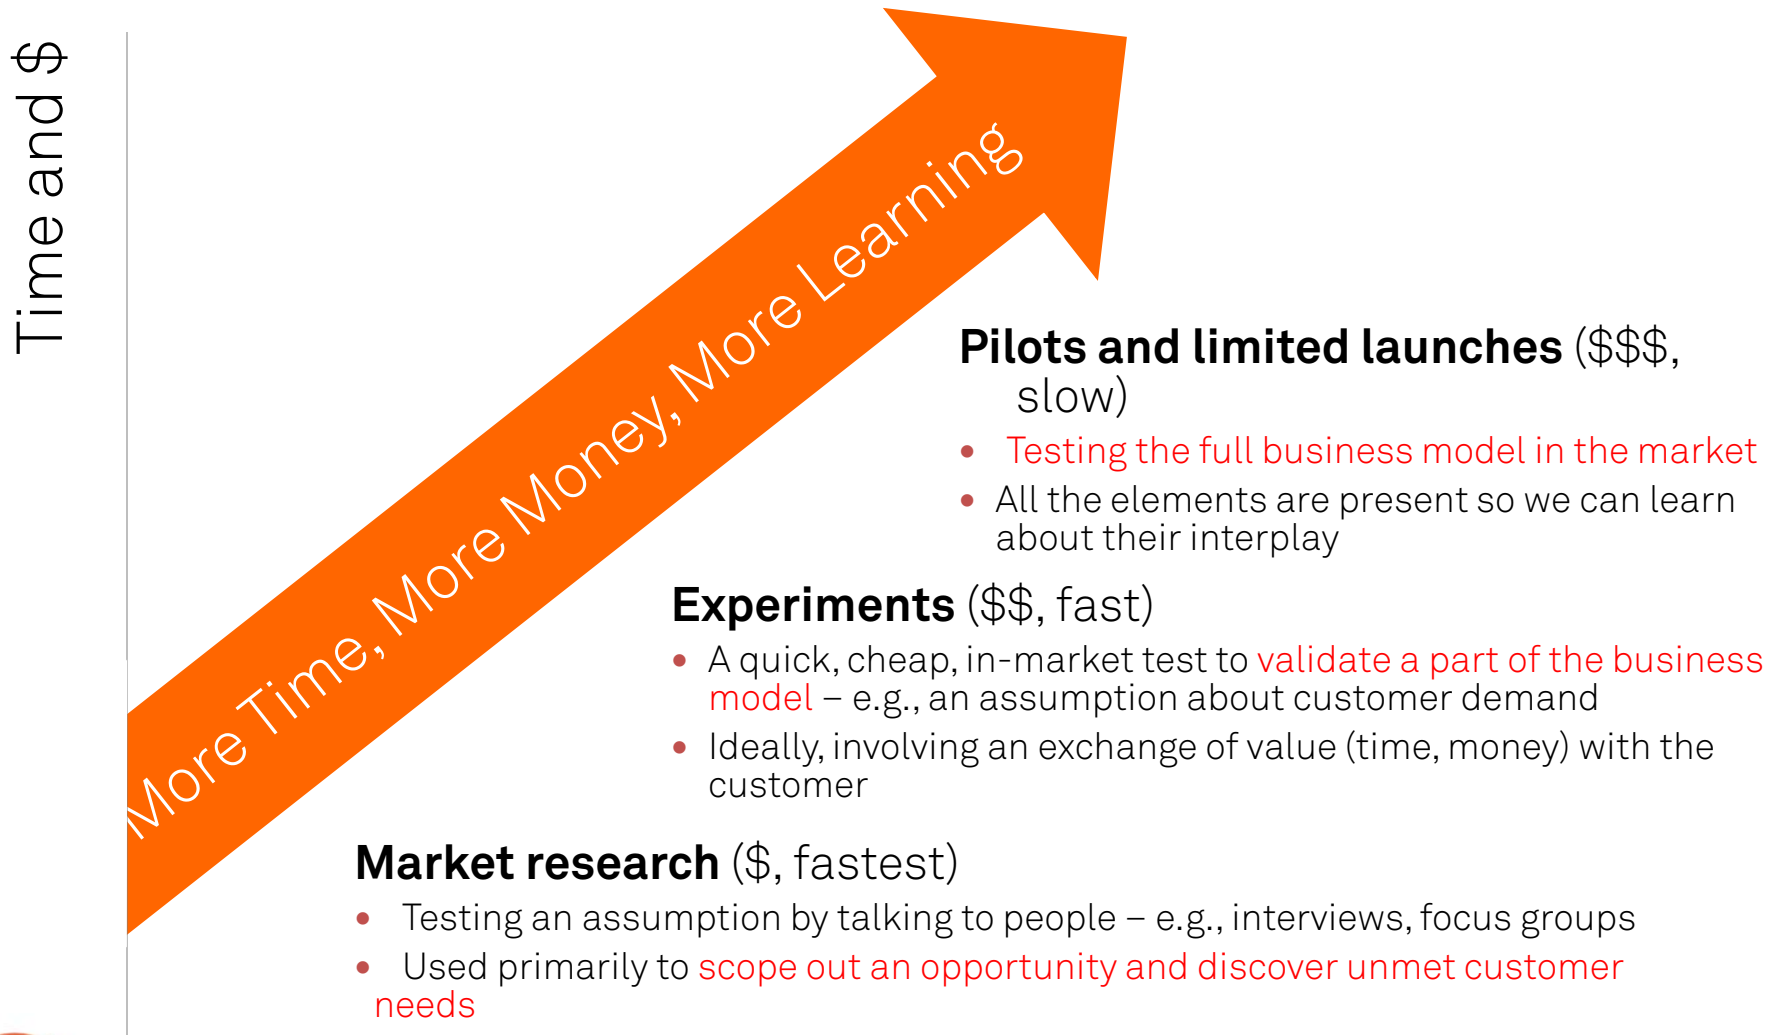 Time and $
More Time, More Money, More Learning
Pilots and limited launches ($$$,
slow)
• Testing the full business model in the market
• All the elements are present so we can learn
about their interplay
Experiments ($$, fast)
• A quick, cheap, in-market test to validate a part of the business
model – e.g., an assumption about customer demand
• Ideally, involving an exchange of value (time, money) with the
customer
Market research ($, fastest)
• Testing an assumption by talking to people – e.g., interviews, focus groups
• Used primarily to scope out an opportunity and discover unmet customer
needs